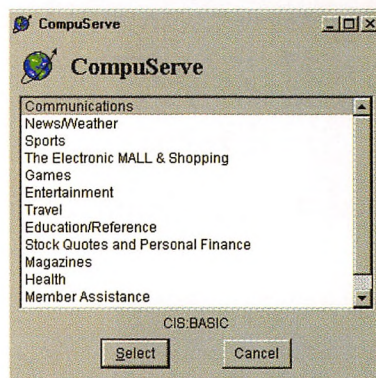 CompuServe
CompuServe
Communications
News/Weather
Sports
The Electronic MALL & Shopping
Games
Entertainment
Travel
Education/Reference
Stock Quotes and Personal Finance
Magazines
Health
Member Assistance
CIS:BASIC
Select Cancel